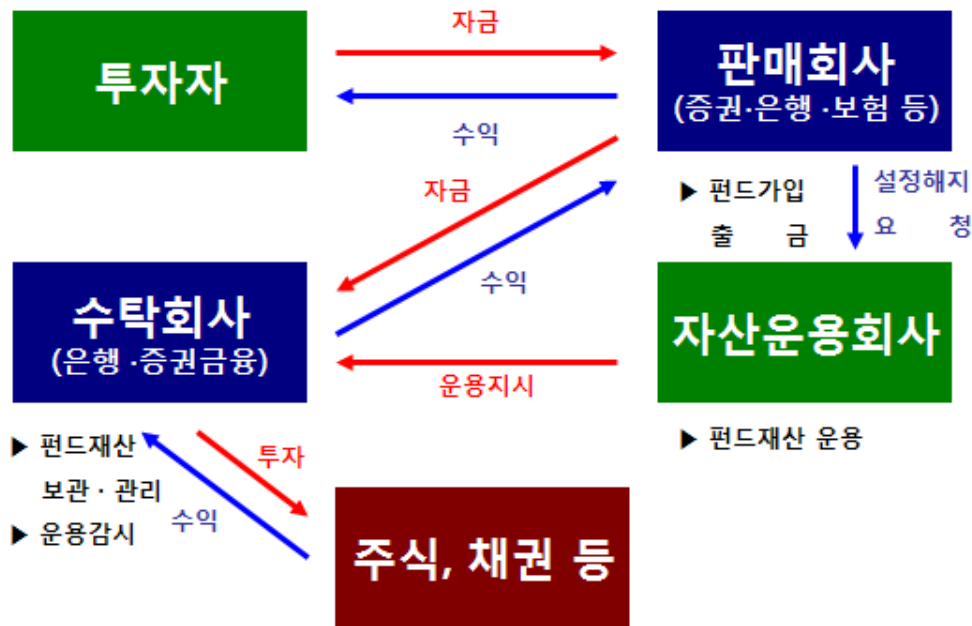 자금
투자자
판매회사
(증권·은행 ·보험 등)
수익
자금
▶ 펀드가입
출 금
설정해지
요 청
수익
수탁회사
(은행 ·증권금융)
자산운용회사
운용지시
▶ 펀드재산
보관 · 관리
▶ 운용감시
투자
수익
▶ 펀드재산 운용
주식, 채권 등